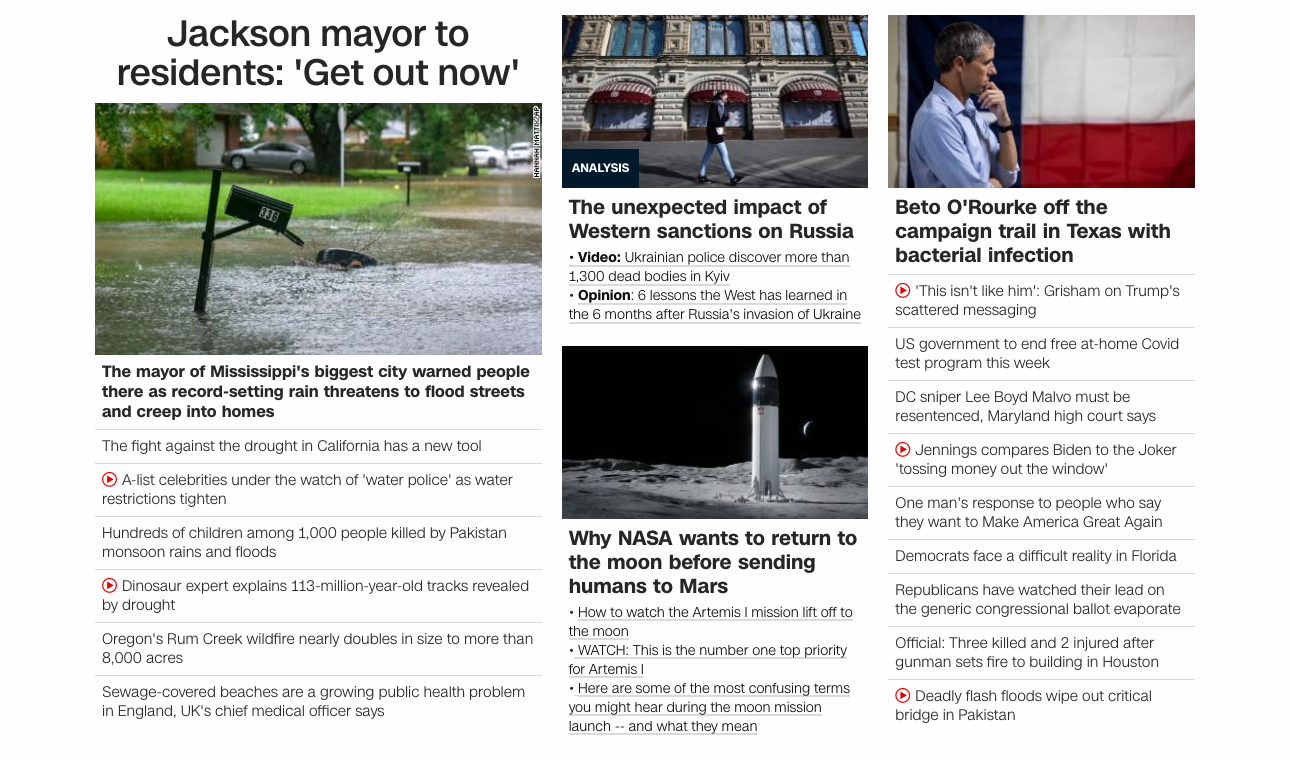 Jackson mayor to
residents: 'Get out now'
HANNAH MATTIX/AP
336
The mayor of Mississippi's biggest city warned people
there as record-setting rain threatens to flood streets
and creep into homes
The fight against the drought in California has a new tool
A-list celebrities under the watch of 'water police' as water
restrictions tighten
Hundreds of children among 1,000 people killed by Pakistan
monsoon rains and floods
Dinosaur expert explains 113-million-year-old tracks revealed
by drought
Oregon's Rum Creek wildfire nearly doubles in size to more than
8,000 acres
Sewage-covered beaches are a growing public health problem
in England, UK's chief medical officer says
ANALYSIS
The unexpected impact of
Western sanctions on Russia
• Video: Ukrainian police discover more than
1,300 dead bodies in Kyiv
• Opinion: 6 lessons the West has learned in
the 6 months after Russia's invasion of Ukraine
Why NASA wants to return to
the moon before sending
humans to Mars
• How to watch the Artemis I mission lift off to
the moon
• WATCH: This is the number one top priority
for Artemis I
• Here are some of the most confusing terms
you might hear during the moon mission
launch -- and what they mean
Beto O'Rourke off the
campaign trail in Texas with
bacterial infection
'This isn't like him': Grisham on Trump's
scattered messaging
US government to end free at-home Covid
test program this week
DC sniper Lee Boyd Malvo must be
resentenced, Maryland high court says
Jennings compares Biden to the Joker
'tossing money out the window'
One man's response to people who say
they want to Make America Great Again
Democrats face a difficult reality in Florida
Republicans have watched their lead on
the generic congressional ballot evaporate
Official: Three killed and 2 injured after
gunman sets fire to building in Houston
Deadly flash floods wipe out critical
bridge in Pakistan